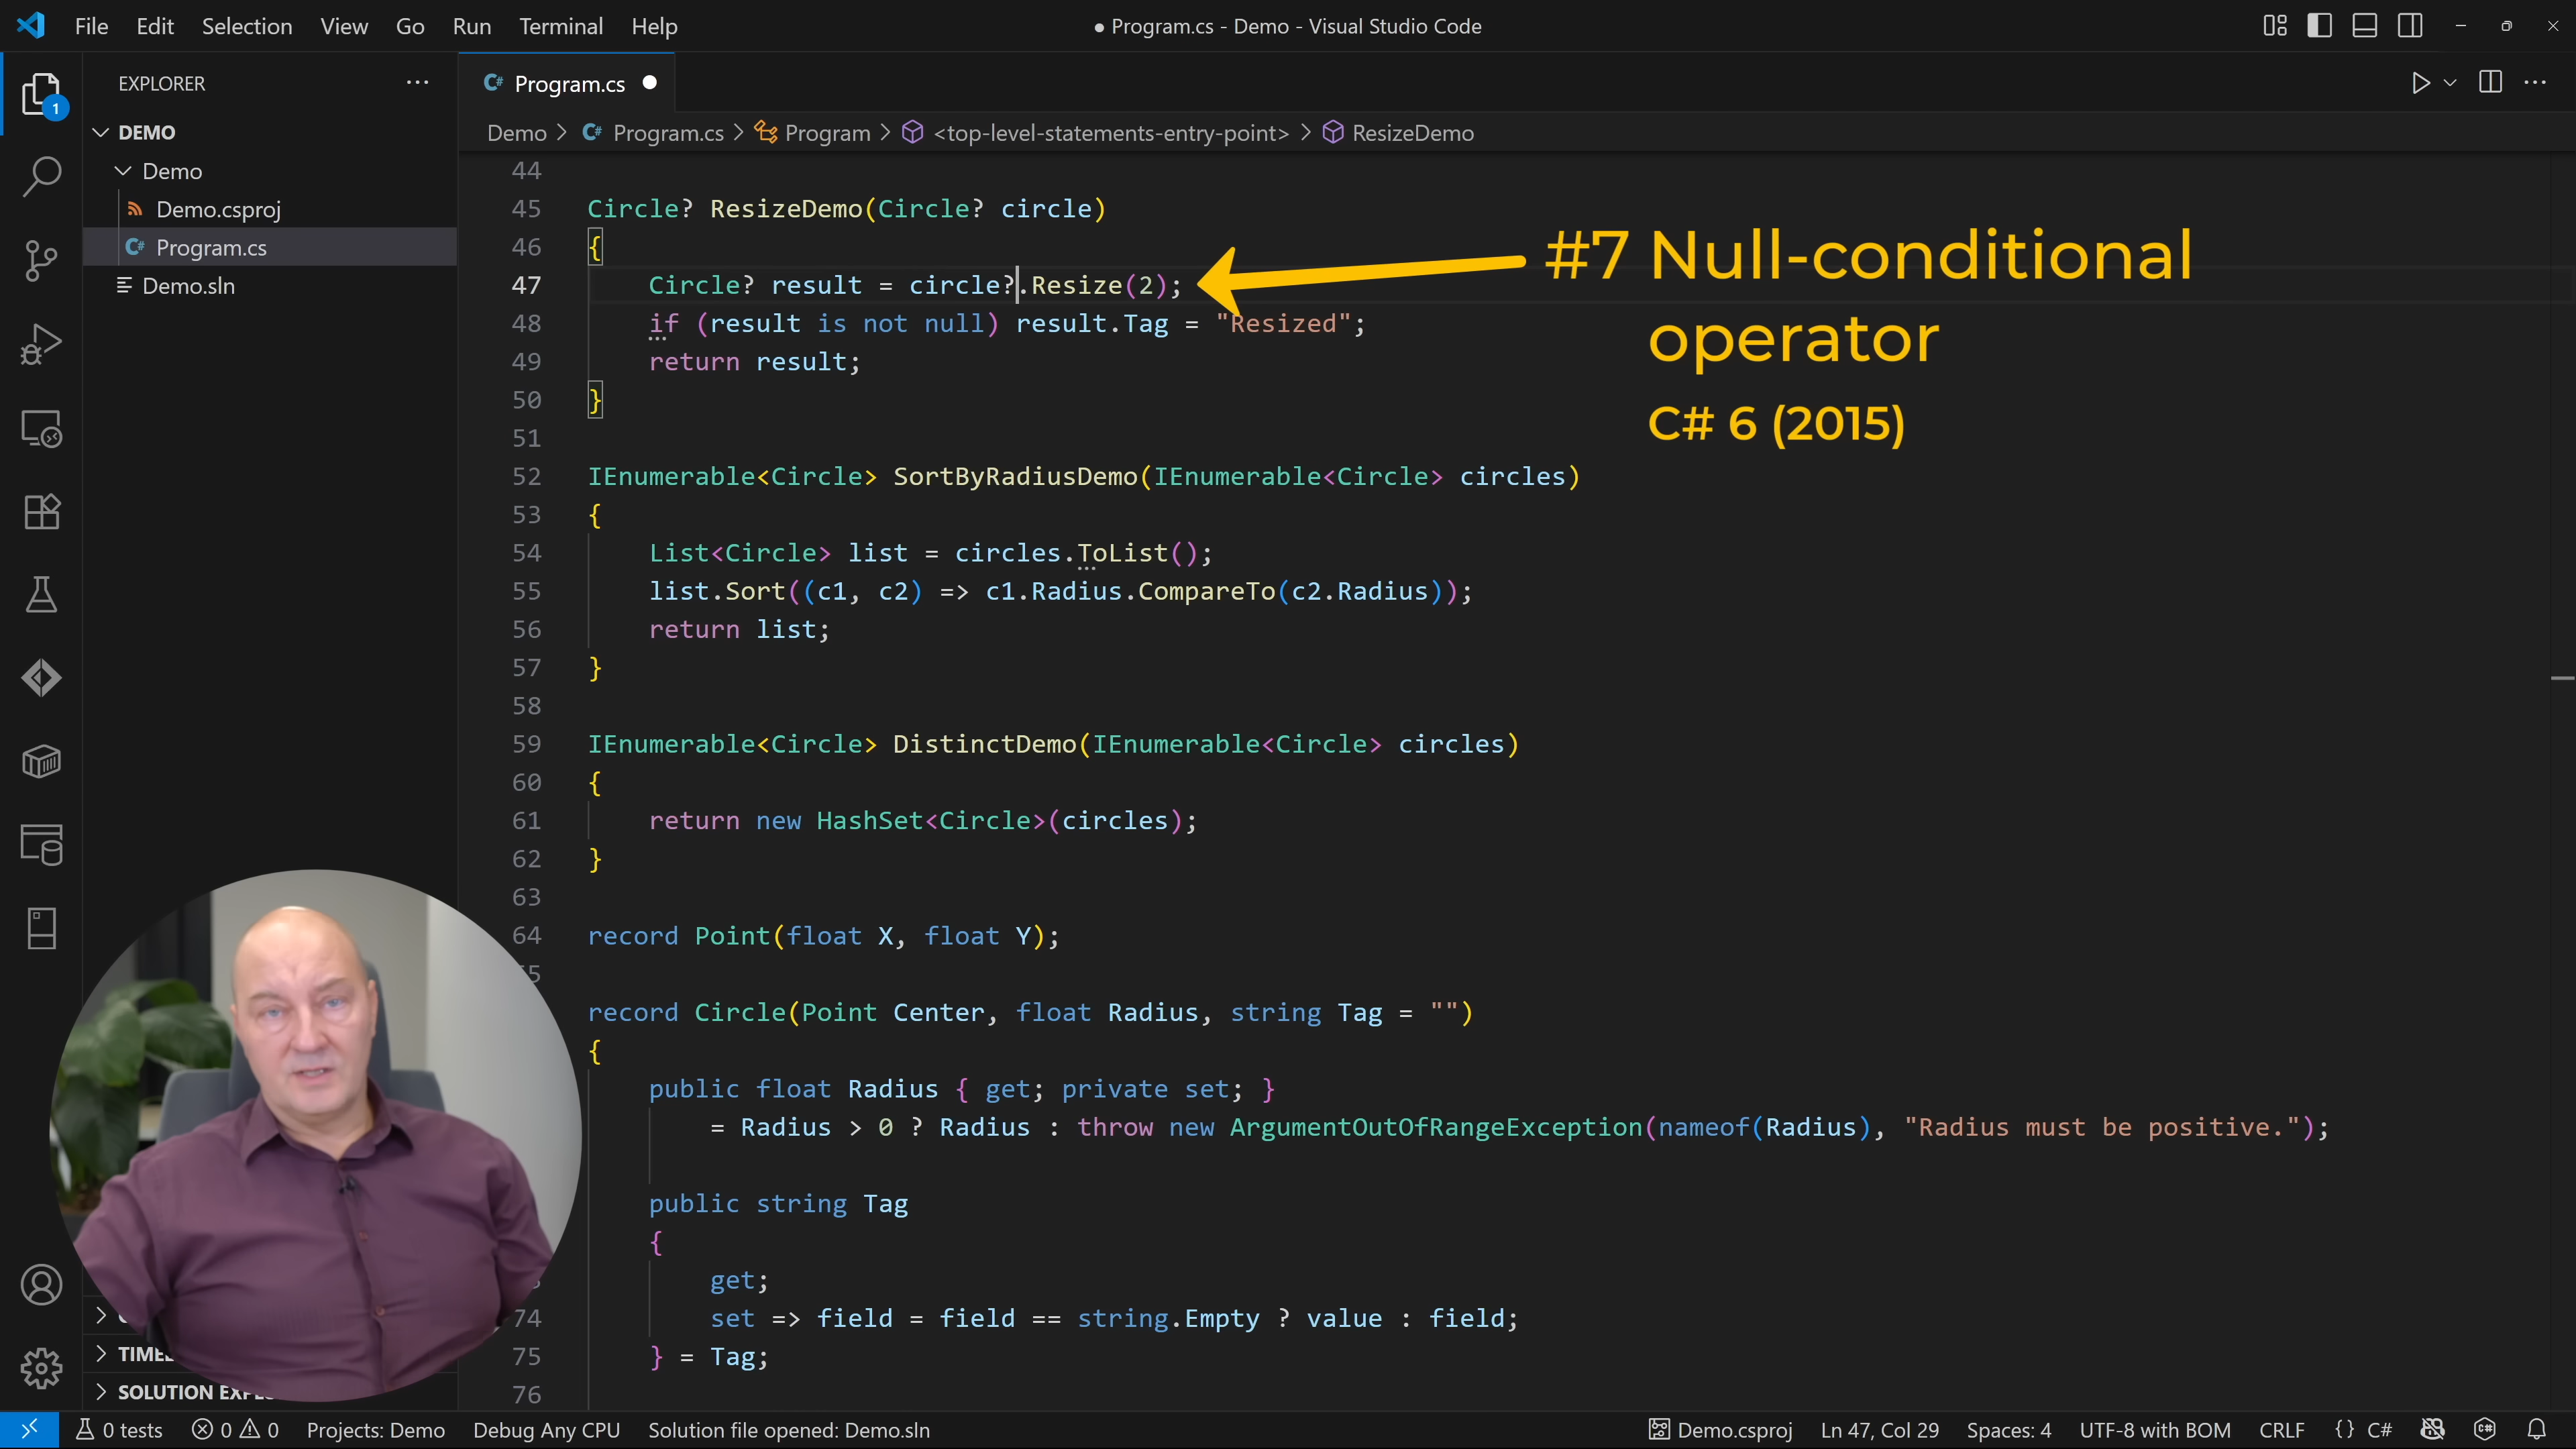 File Edit Selection View Go Run Terminal Help
● Program.cs - Demo - Visual Studio Code
EXPLORER
1
DEMO
Demo
Demo.csproj
C# Program.cs
Demo.sln
TIMEL
SOLUTION EXPL
C# Program.cs
Demo > C# Program.cs > Program > <top-level-statements-entry-point> > ResizeDemo
44
45 Circle? ResizeDemo(Circle? circle)
46 {
47 Circle? result = circle?.Resize(2);
48 if (result is not null) result.Tag = "Resized";
49 return result;
50 }
51
52 IEnumerable<Circle> SortByRadiusDemo(IEnumerable<Circle> circles)
53 {
54 List<Circle> list = circles.ToList();
55 list.Sort((c1, c2) => c1.Radius.CompareTo(c2.Radius));
56 return list;
57 }
58
59 IEnumerable<Circle> DistinctDemo(IEnumerable<Circle> circles)
60 {
61 return new HashSet<Circle>(circles);
62 }
63
64 record Point(float X, float Y);
5
record Circle(Point Center, float Radius, string Tag = "")
{
public float Radius { get; private set; }
= Radius > 0 ? Radius : throw new ArgumentOutOfRangeException(nameof(Radius), "Radius must be positive.");
public string Tag
{
get;
74 set => field = field == string.Empty ? value : field;
75 } = Tag;
76
#7 Null-conditional
operator
C# 6 (2015)
0 tests 0 0 Projects: Demo Debug Any CPU Solution file opened: Demo.sln Demo.csproj Ln 47, Col 29 Spaces: 4 UTF-8 with BOM CRLF {} C#